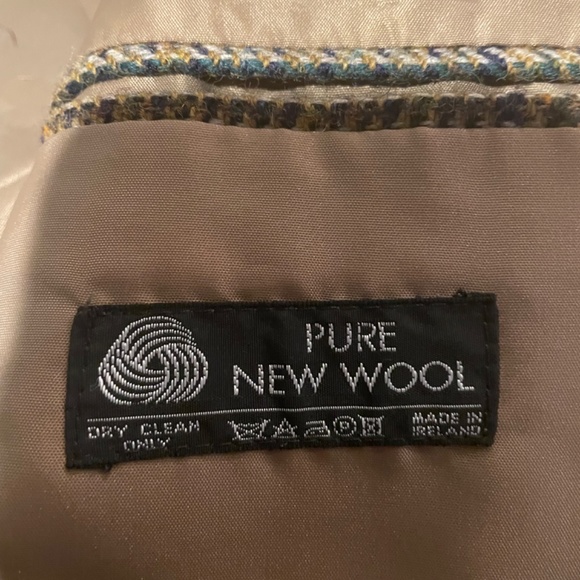 PURE
NEW WOOL
DRY CLEAN
ONLY
P
MADE IN
IRELAND